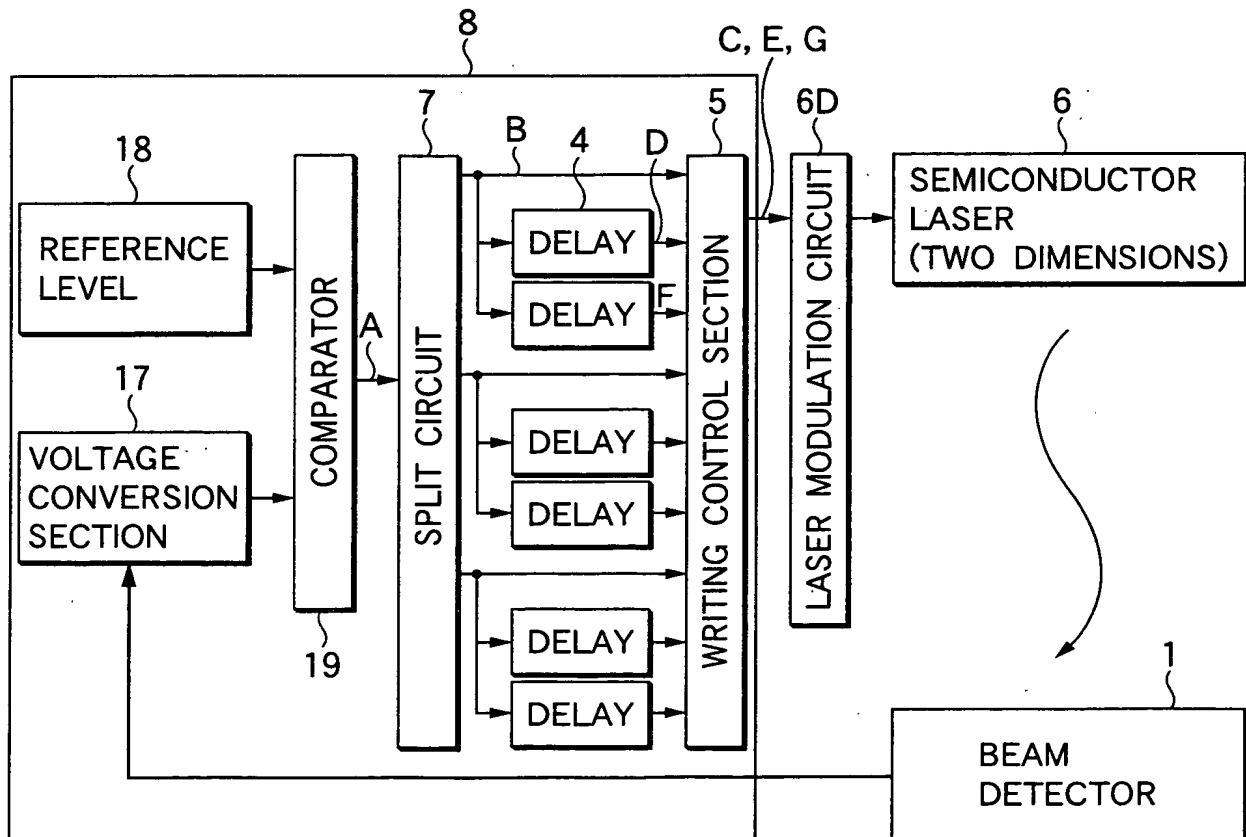 8
C, E, G
7
5
6D
6
18
B
4
D
REFERENCE
LEVEL
COMPARATOR
A
SPLIT CIRCUIT
DELAY
DELAY
F
WRITING CONTROL SECTION
LASER MODULATION CIRCUIT
SEMICONDUCTOR
LASER
(TWO DIMENSIONS)
17
VOLTAGE
CONVERSION
SECTION
DELAY
DELAY
19
DELAY
DELAY
1
BEAM
DETECTOR